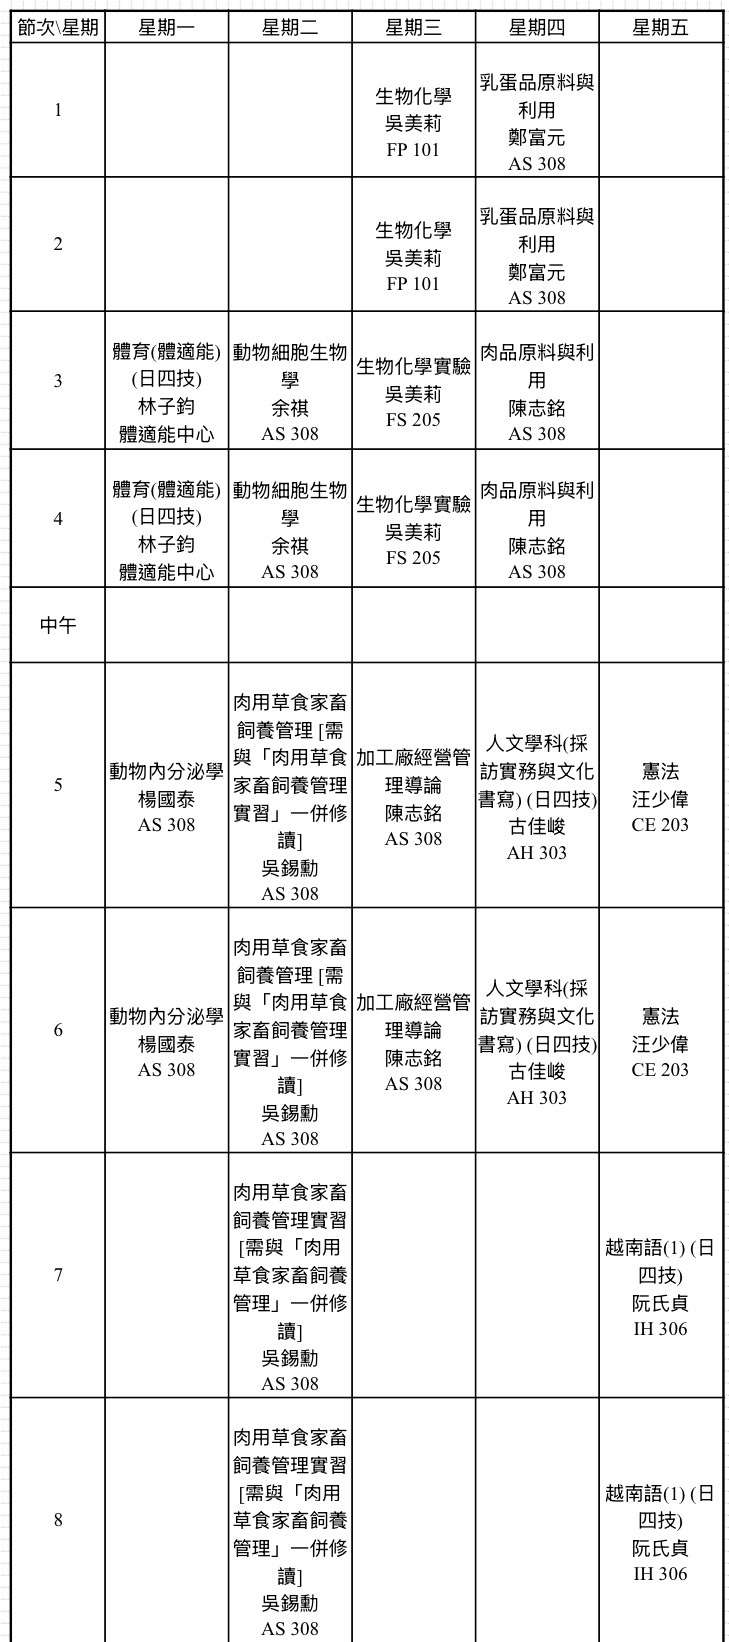 節次\星期 星期一 星期二 星期三 星期四 星期五
1
生物化學
吳美莉
FP 101
乳蛋品原料與
利用
鄭富元
AS 308
2
生物化學
吳美莉
FP 101
乳蛋品原料與
利用
鄭富元
AS 308
3
體育(體適能)
(日四技)
林子鈞
體適能中心
動物細胞生物
學
余祺
AS 308
生物化學實驗
吳美莉
FS 205
肉品原料與利
用
陳志銘
AS 308
4
體育(體適能)
(日四技)
林子鈞
體適能中心
動物細胞生物
學
余祺
AS 308
生物化學實驗
吳美莉
FS 205
肉品原料與利
用
陳志銘
AS 308
中午
5
動物內分泌學
楊國泰
AS 308
肉用草食家畜
飼養管理 [需
與「肉用草食
家畜飼養管理
實習」一併修
讀]
吳錫勳
AS 308
加工廠經營管
理導論
陳志銘
AS 308
人文學科(採
訪實務與文化
書寫) (日四技)
古佳峻
AH 303
憲法
汪少偉
CE 203
6
動物內分泌學
楊國泰
AS 308
肉用草食家畜
飼養管理 [需
與「肉用草食
家畜飼養管理
實習」一併修
讀]
吳錫勳
AS 308
加工廠經營管
理導論
陳志銘
AS 308
人文學科(採
訪實務與文化
書寫) (日四技)
古佳峻
AH 303
憲法
汪少偉
CE 203
7
肉用草食家畜
飼養管理實習
[需與「肉用
草食家畜飼養
管理」一併修
讀]
吳錫勳
AS 308
越南語(1) (日
四技)
阮氏貞
IH 306
8
肉用草食家畜
飼養管理實習
[需與「肉用
草食家畜飼養
管理」一併修
讀]
吳錫勳
AS 308
越南語(1) (日
四技)
阮氏貞
IH 306